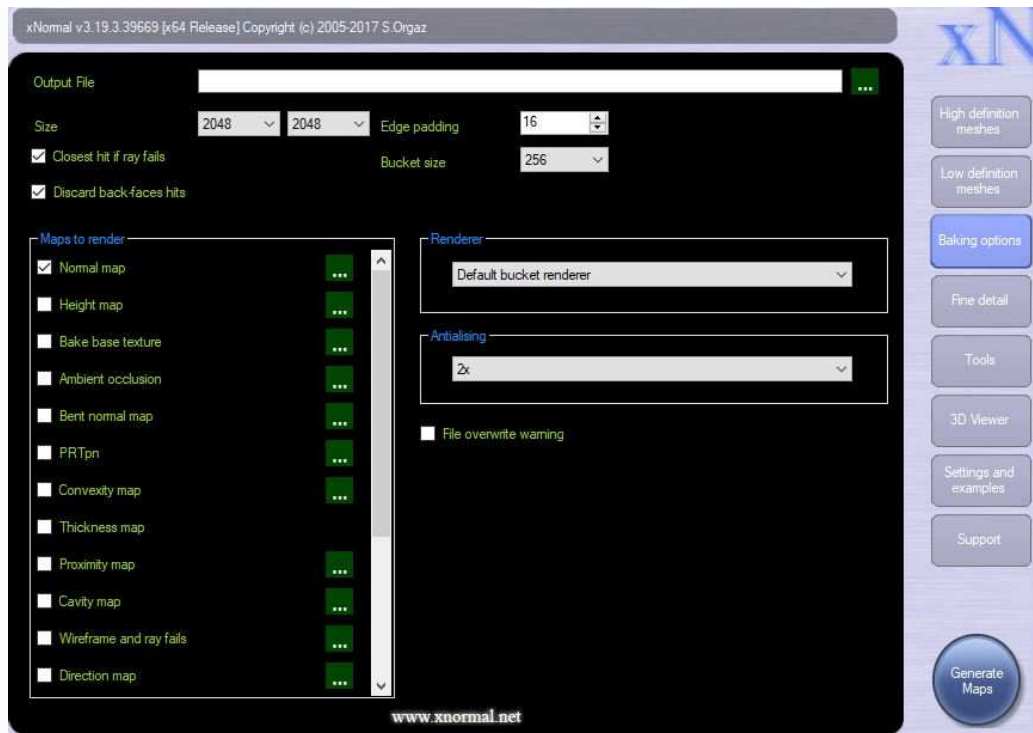 xNormal v3.19.3.39669 [x64 Release] Copyright (c) 2005-2017 S.Orgaz
xN
Output File
...
Size 2048 2048 Edge padding 16
Closest hit if ray fails
Bucket size 256
Discard back-faces hits
Maps to render
Normal map ...
Height map ...
Bake base texture ...
Ambient occlusion ...
Bent normal map ...
PRTpn ...
Convexity map ...
Thickness map
Proximity map ...
Cavity map ...
Wireframe and ray fails ...
Direction map ...
Renderer
Default bucket renderer
Antialising
2x
File overwrite warning
www.xnormal.net
High definition
meshes
Low definition
meshes
Baking options
Fine detail
Tools
3D Viewer
Settings and
examples
Support
Generate
Maps